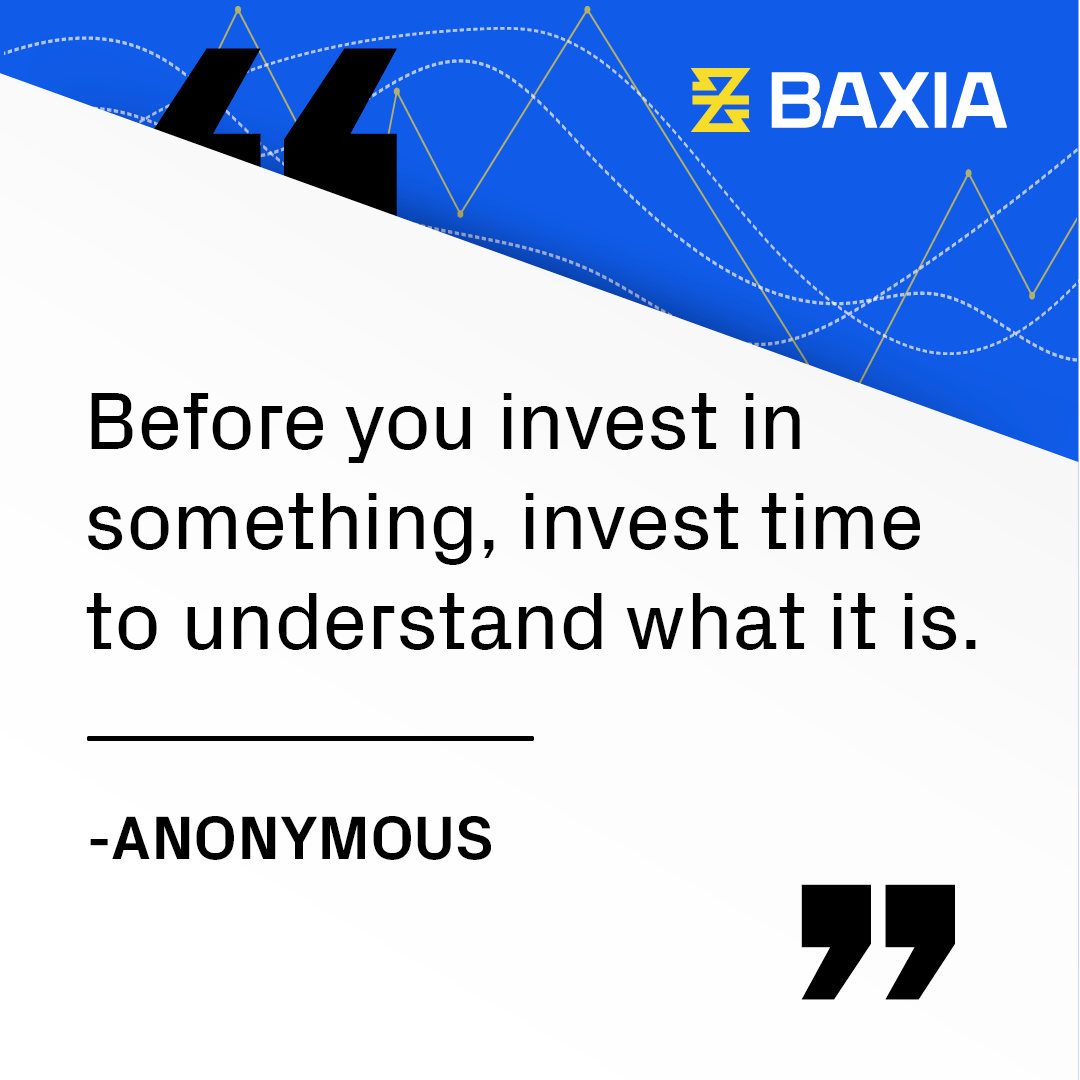 BAXIA
“
Before you invest in
something, invest time
to understand what it is.
-ANONYMOUS
”